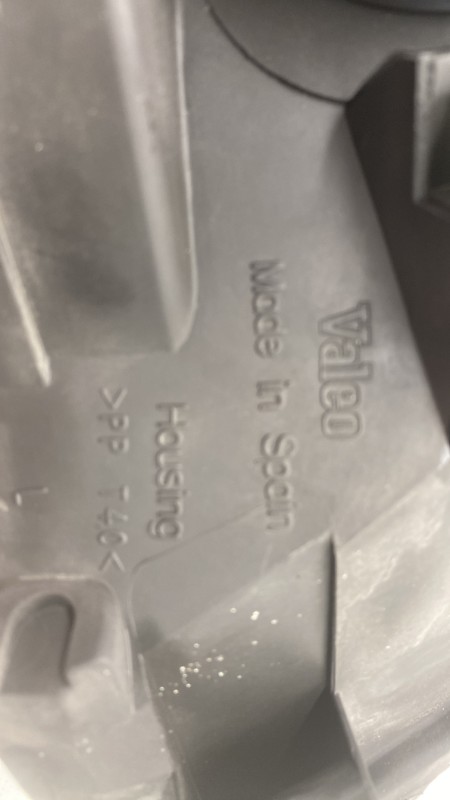 Valeo
Made in Spain
Housing
>PP T40<
L